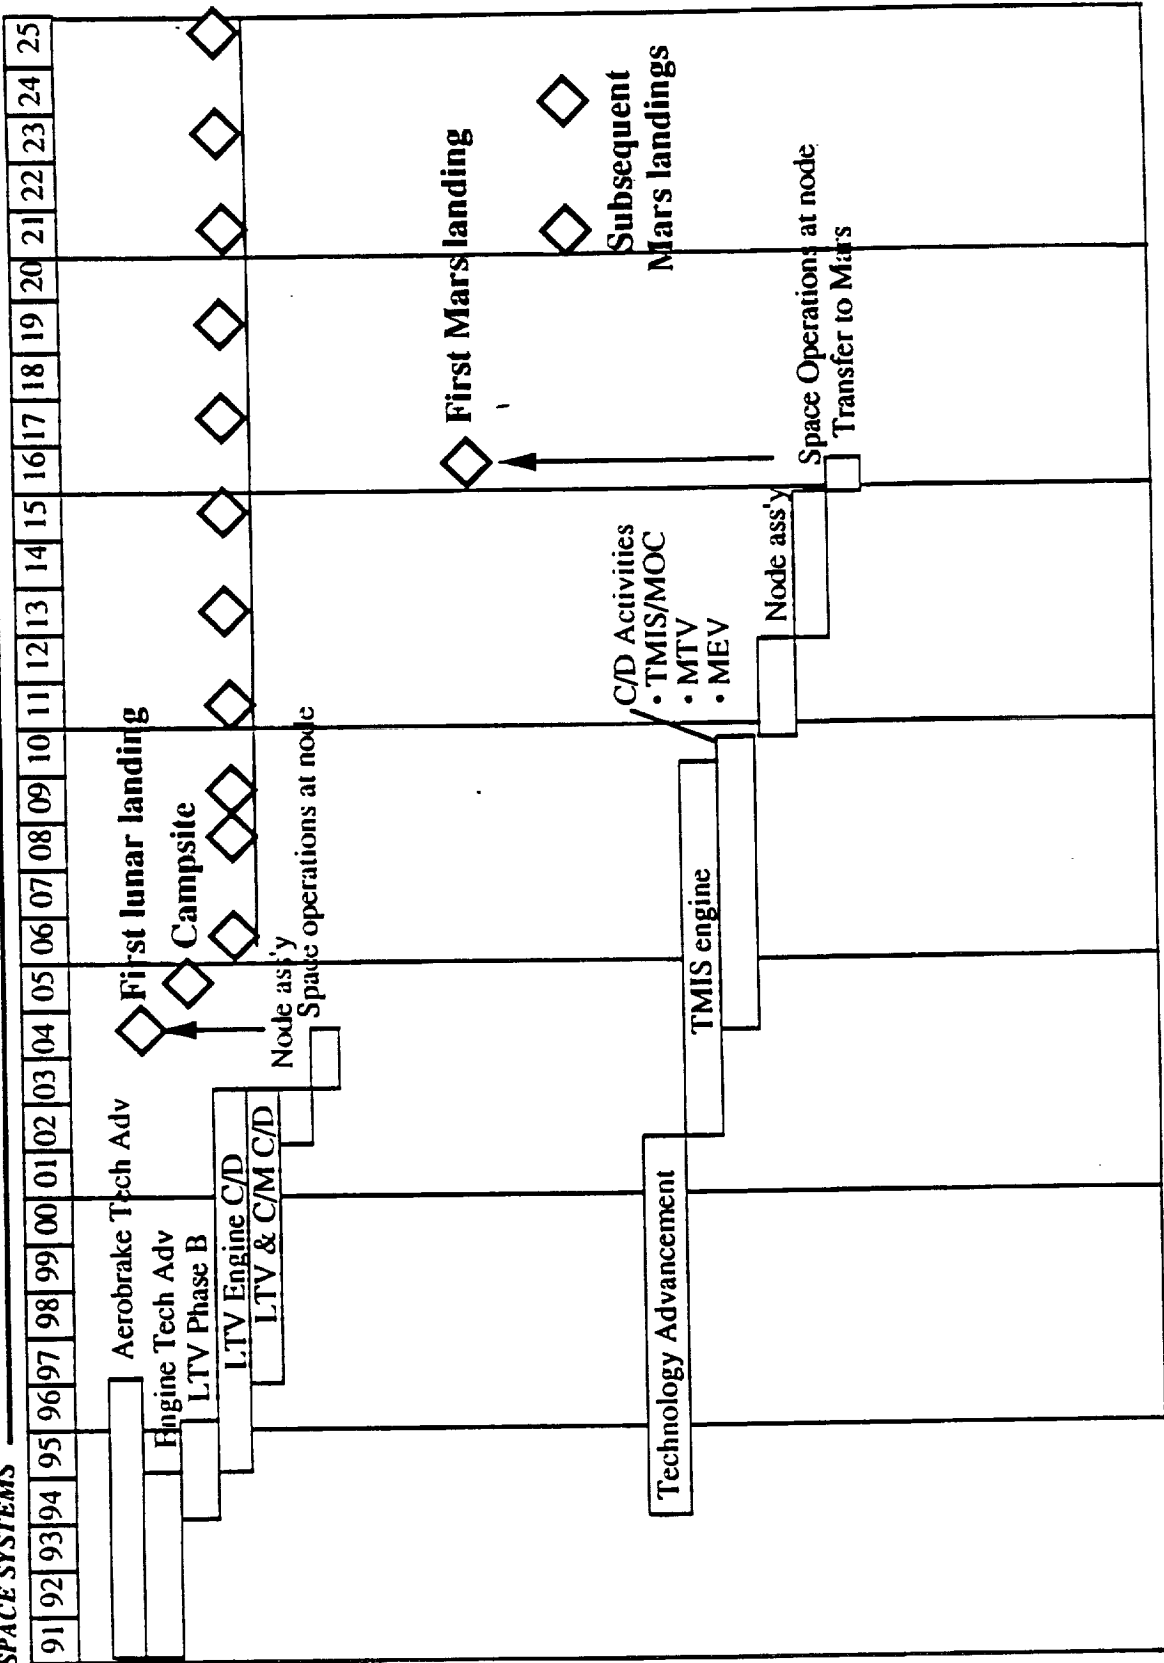 SPACE SYSTEMS
91 92 93 94 95 96 97 98 99 00 01 02 03 04 05 06 07 08 09 10 11 12 13 14 15 16 17 18 19 20 21 22 23 24 25
Aerobrake Tech Adv
First lunar landing
Engine Tech Adv
Campsite
LTV Phase B
LTV Engine C/D
LTV & C/M C/D
Node ass'y
Space operations at node
First Mars landing
Subsequent
Mars landings
Technology Advancement
TMIS engine
C/D Activities
• TMIS/MOC
• MTV
• MEV
Node ass'y
Space Operations at node
Transfer to Mars